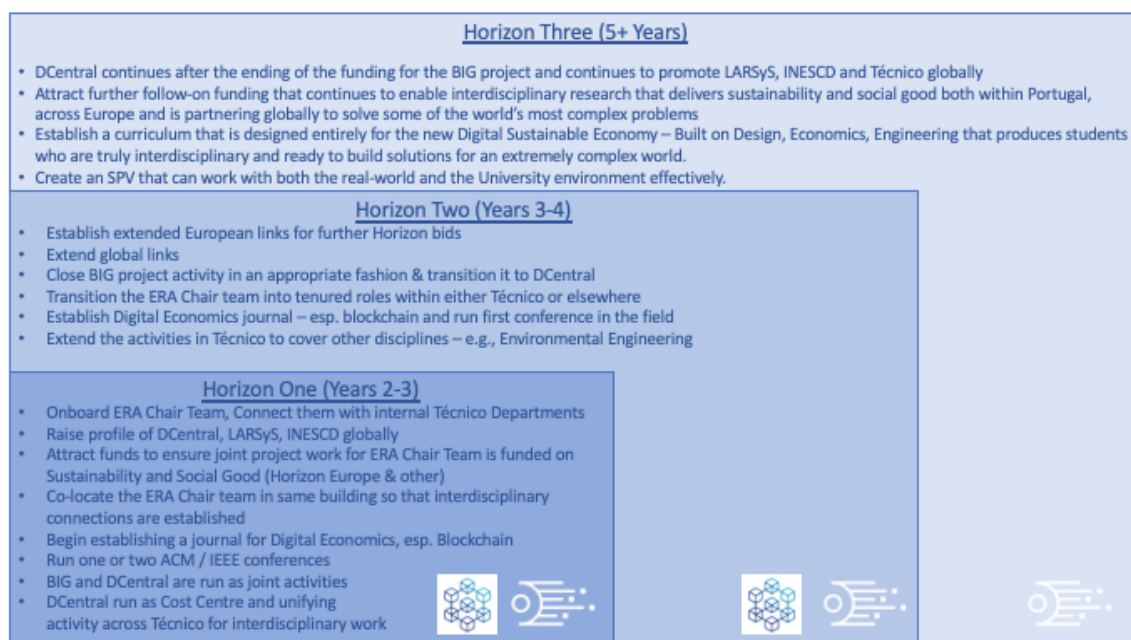 Horizon Three (5+ Years)
• DCentral continues after the ending of the funding for the BIG project and continues to promote LARSyS, INESCD and Técnico globally
• Attract further follow-on funding that continues to enable interdisciplinary research that delivers sustainability and social good both within Portugal,
across Europe and is partnering globally to solve some of the world's most complex problems
• Establish a curriculum that is designed entirely for the new Digital Sustainable Economy – Built on Design, Economics, Engineering that produces students
who are truly interdisciplinary and ready to build solutions for an extremely complex world.
• Create an SPV that can work with both the real-world and the University environment effectively.
Horizon Two (Years 3-4)
• Establish extended European links for further Horizon bids
• Extend global links
• Close BIG project activity in an appropriate fashion & transition it to DCentral
• Transition the ERA Chair team into tenured roles within either Técnico or elsewhere
• Establish Digital Economics journal – esp. blockchain and run first conference in the field
• Extend the activities in Técnico to cover other disciplines – e.g., Environmental Engineering
Horizon One (Years 2-3)
• Onboard ERA Chair Team, Connect them with internal Técnico Departments
• Raise profile of DCentral, LARSyS, INESCD globally
• Attract funds to ensure joint project work for ERA Chair Team is funded on
Sustainability and Social Good (Horizon Europe & other)
• Co-locate the ERA Chair team in same building so that interdisciplinary
connections are established
• Begin establishing a journal for Digital Economics, esp. Blockchain
• Run one or two ACM / IEEE conferences
• BIG and DCentral are run as joint activities
• DCentral run as Cost Centre and unifying
activity across Técnico for interdisciplinary work